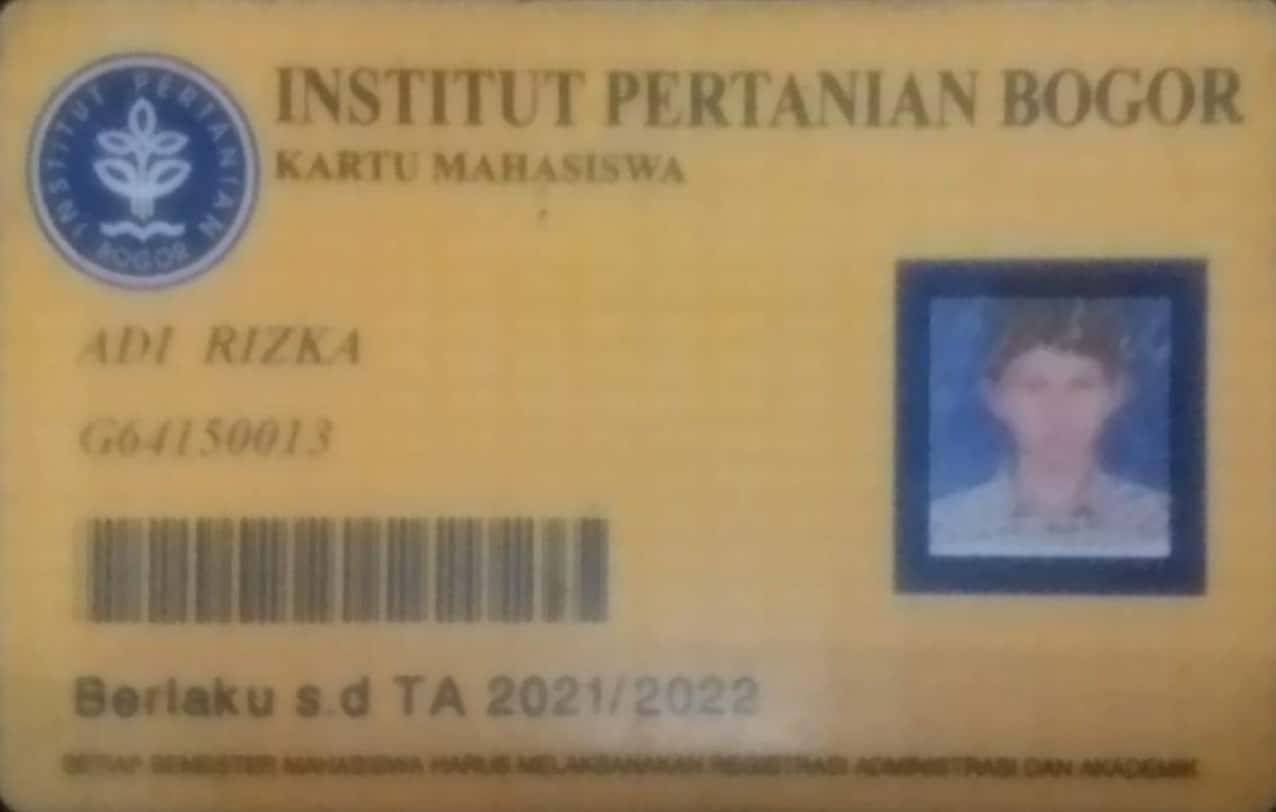 INSTITUT PERTANIAN BOGOR
INSTITUT PERTANIAN BOGOR
KARTU MAHASISWA
ADI RIZKA
G64150013
Berlaku s.d TA 2021/2022
SETIAP SEMESTER MAHASISWA HARUS MELAKSANAKAN REGISTRASI ADMINISTRASI DAN AKADEMIK